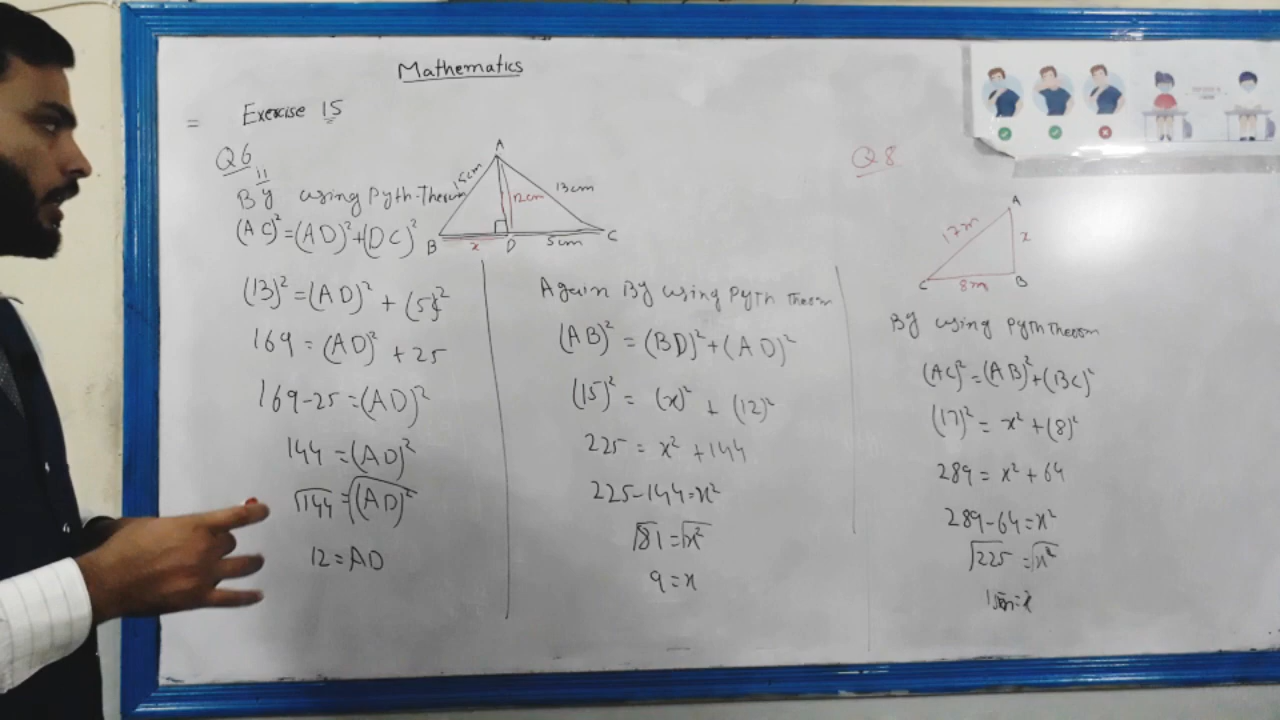 Mathematics
= Exercise 15
Q6
11
By using Pyth-Theorm
(AC)²=(AD)²+(DC)²
(13)²=(AD)² + (5)²
169 = (AD)² + 25
169-25 =(AD)²
144 =(AD)²
√144 =√(AD)²
12=AD
A
15cm
13cm
12cm
B
x
D
5cm
C
Again By using Pyth Theorm
(AB)² = (BD)²+(AD)²
(15)² = (x)² + (12)²
225 = x² +144
225-144=x²
√81 =√x²
9=x
Q8
A
17m
x
C
8m
B
By using Pyth Theorm
(AC)²=(AB)²+(BC)²
(17)² = x² +(8)²
289 = x² + 64
289-64=x²
√225 =√x²
15m=x